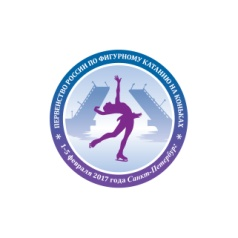 ПЕРВЕНСТВО РОССИИ ПО ФИГУРНОМУ КАТАНИЮ НА КОНЬКАХ
1-5 февраля 2017 года Санкт-Петербург